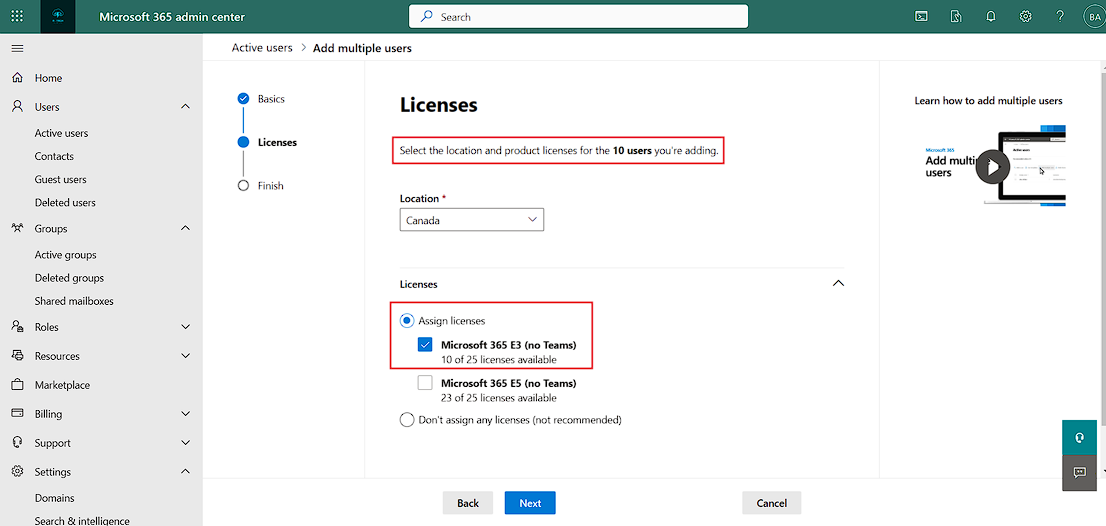 Microsoft 365 admin center
Search
BA
Active users > Add multiple users
Home
Users
Active users
Contacts
Guest users
Deleted users
Groups
Active groups
Deleted groups
Shared mailboxes
Roles
Resources
Marketplace
Billing
Support
Settings
Domains
Search & intelligence
Basics
Licenses
Finish
Licenses
Select the location and product licenses for the 10 users you're adding.
Location *
Canada
Licenses
Assign licenses
Microsoft 365 E3 (no Teams)
10 of 25 licenses available
Microsoft 365 E5 (no Teams)
23 of 25 licenses available
Don't assign any licenses (not recommended)
Back
Next
Cancel
Learn how to add multiple users
Microsoft 365
Add multi
users